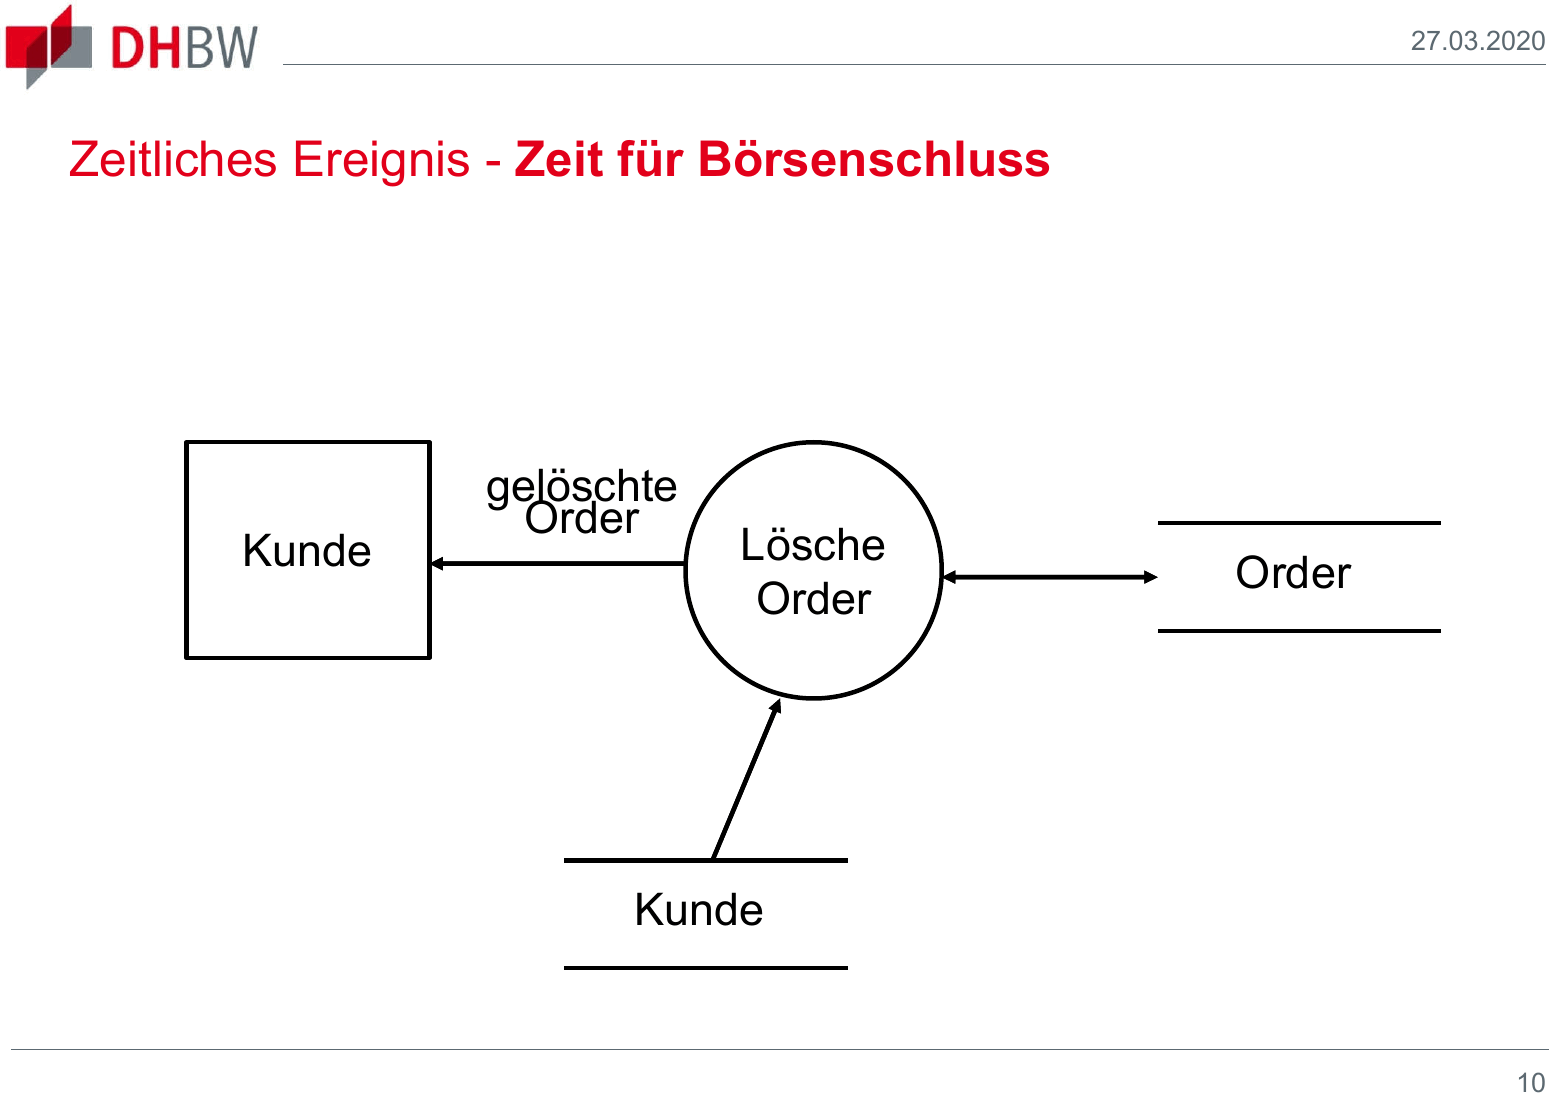 DHBW
27.03.2020
Zeitliches Ereignis - Zeit für Börsenschluss
Kunde
gelöschte
Order
Lösche
Order
Order
Kunde
10